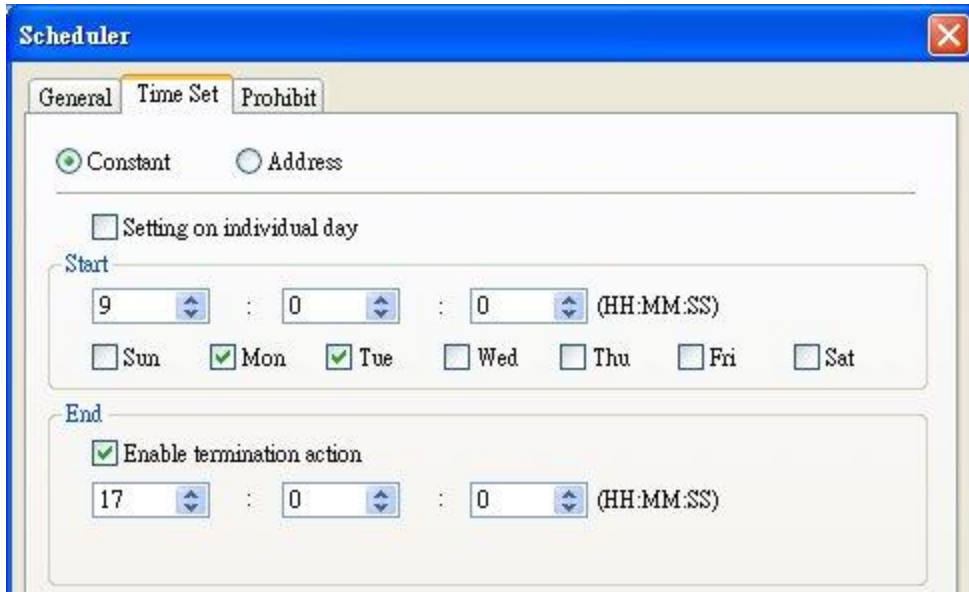 Scheduler
General Time Set Prohibit
Constant Address
Setting on individual day
Start
9 : 0 : 0 (HH:MM:SS)
Sun Mon Tue Wed Thu Fri Sat
End
Enable termination action
17 : 0 : 0 (HH:MM:SS)